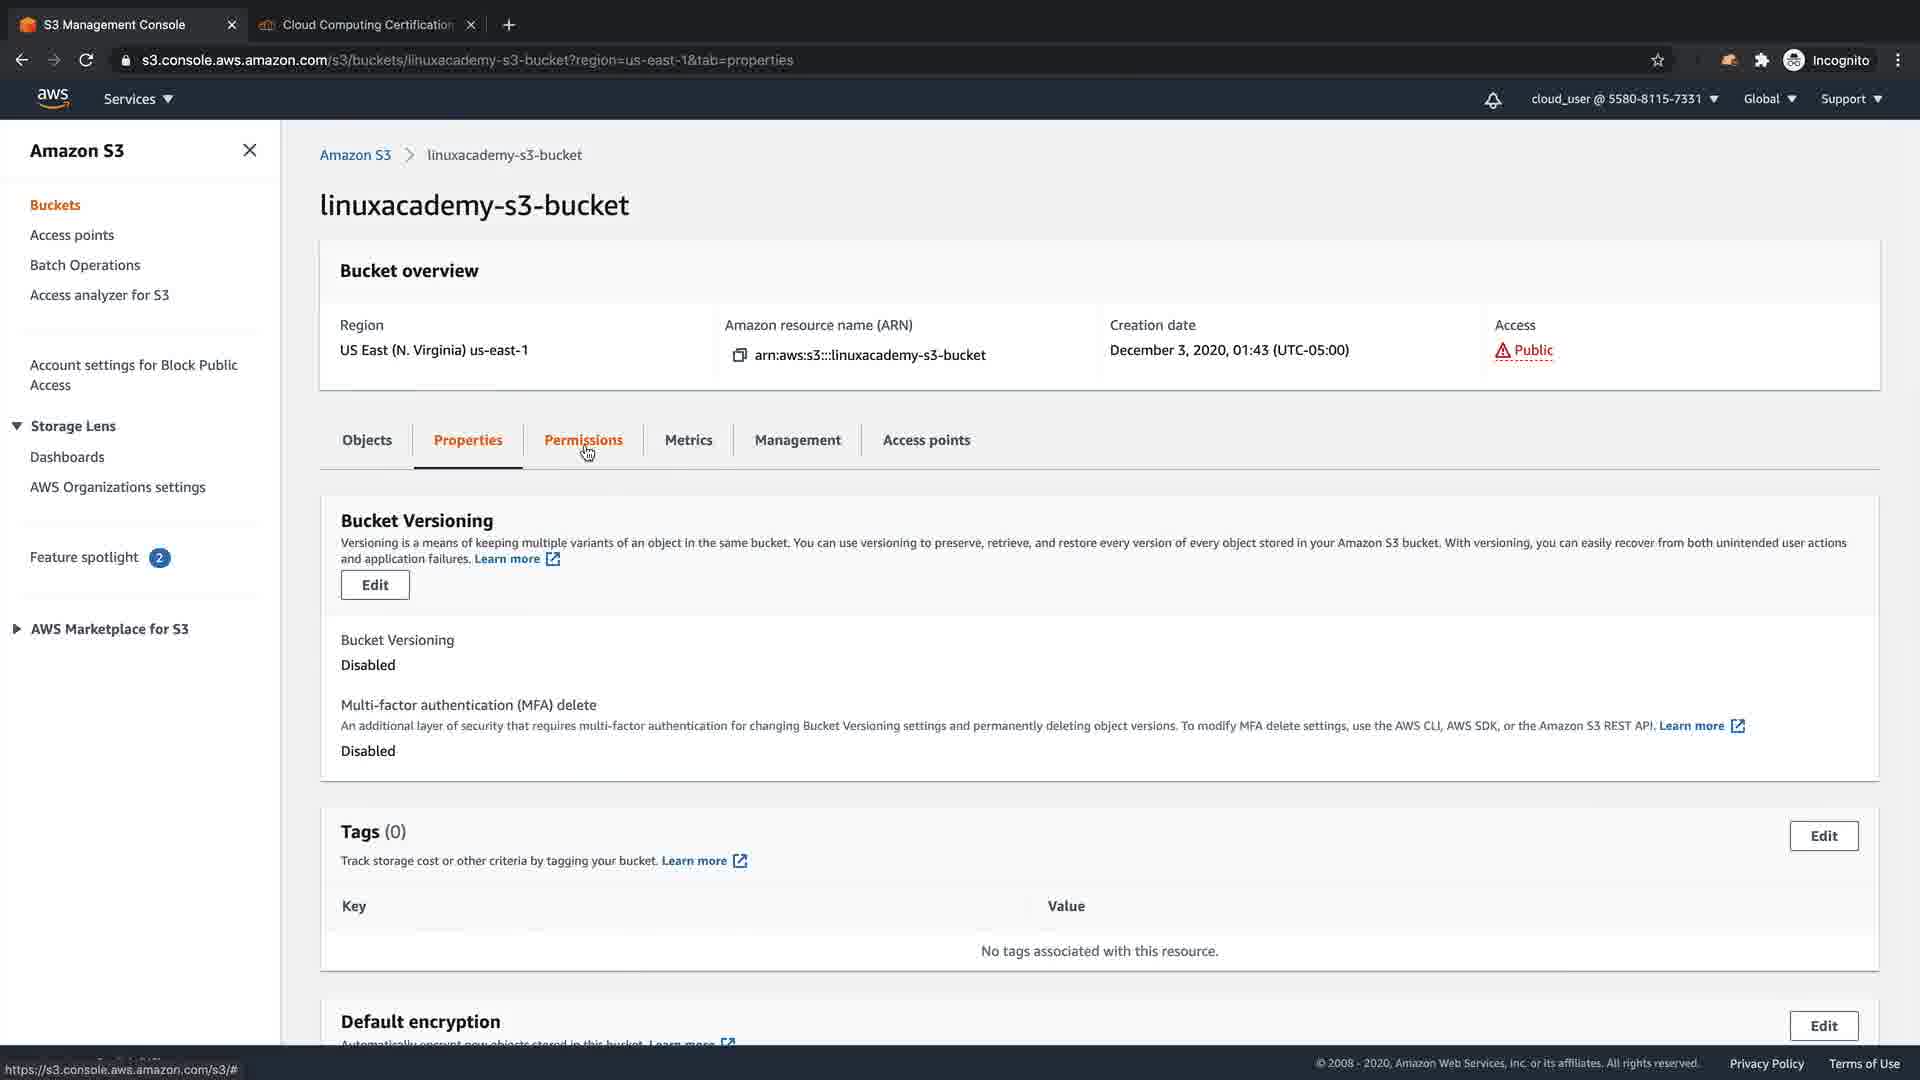 S3 Management Console
Cloud Computing Certification
s3.console.aws.amazon.com/s3/buckets/linuxacademy-s3-bucket?region=us-east-1&tab=properties
Incognito
aws
Services
cloud_user @ 5580-8115-7331
Global
Support
Amazon S3
Buckets
Access points
Batch Operations
Access analyzer for S3
Account settings for Block Public
Access
Storage Lens
Dashboards
AWS Organizations settings
Feature spotlight 2
AWS Marketplace for S3
Amazon S3 > linuxacademy-s3-bucket
linuxacademy-s3-bucket
Bucket overview
Region
US East (N. Virginia) us-east-1
Amazon resource name (ARN)
arn:aws:s3:::linuxacademy-s3-bucket
Creation date
December 3, 2020, 01:43 (UTC-05:00)
Access
Public
Objects
Properties
Permissions
Metrics
Management
Access points
Bucket Versioning
Versioning is a means of keeping multiple variants of an object in the same bucket. You can use versioning to preserve, retrieve, and restore every version of every object stored in your Amazon S3 bucket. With versioning, you can easily recover from both unintended user actions
and application failures. Learn more
Edit
Bucket Versioning
Disabled
Multi-factor authentication (MFA) delete
An additional layer of security that requires multi-factor authentication for changing Bucket Versioning settings and permanently deleting object versions. To modify MFA delete settings, use the AWS CLI, AWS SDK, or the Amazon S3 REST API. Learn more
Disabled
Tags (0)
Edit
Track storage cost or other criteria by tagging your bucket. Learn more
Key
Value
No tags associated with this resource.
Default encryption
Edit
Automatically encrypt new objects stored in this bucket. Learn more
© 2008 - 2020, Amazon Web Services, Inc. or its affiliates. All rights reserved.
Privacy Policy
Terms of Use
https://s3.console.aws.amazon.com/s3/#